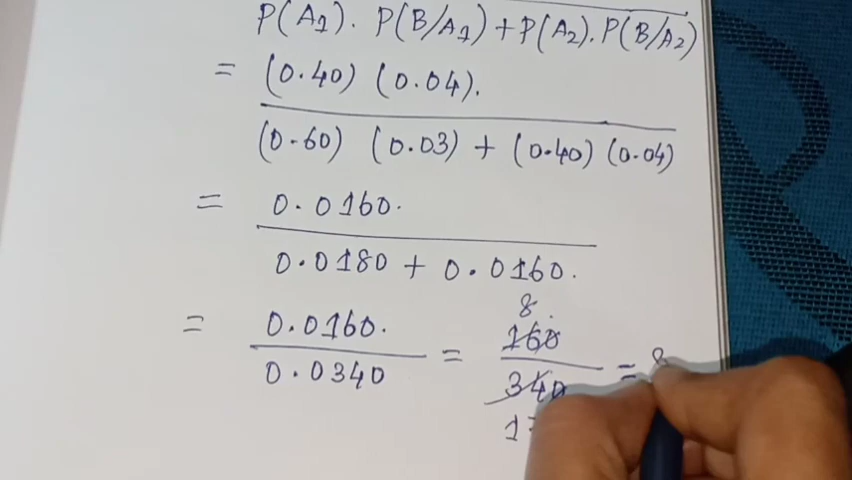 P(A1). P(B/A1) + P(A2). P(B/A2)
= (0.40) (0.04).
(0.60) (0.03) + (0.40) (0.04)
= 0.0160.
0.0180 + 0.0160.
8.
= 0.0160. = 160 = 8
0.0340 340